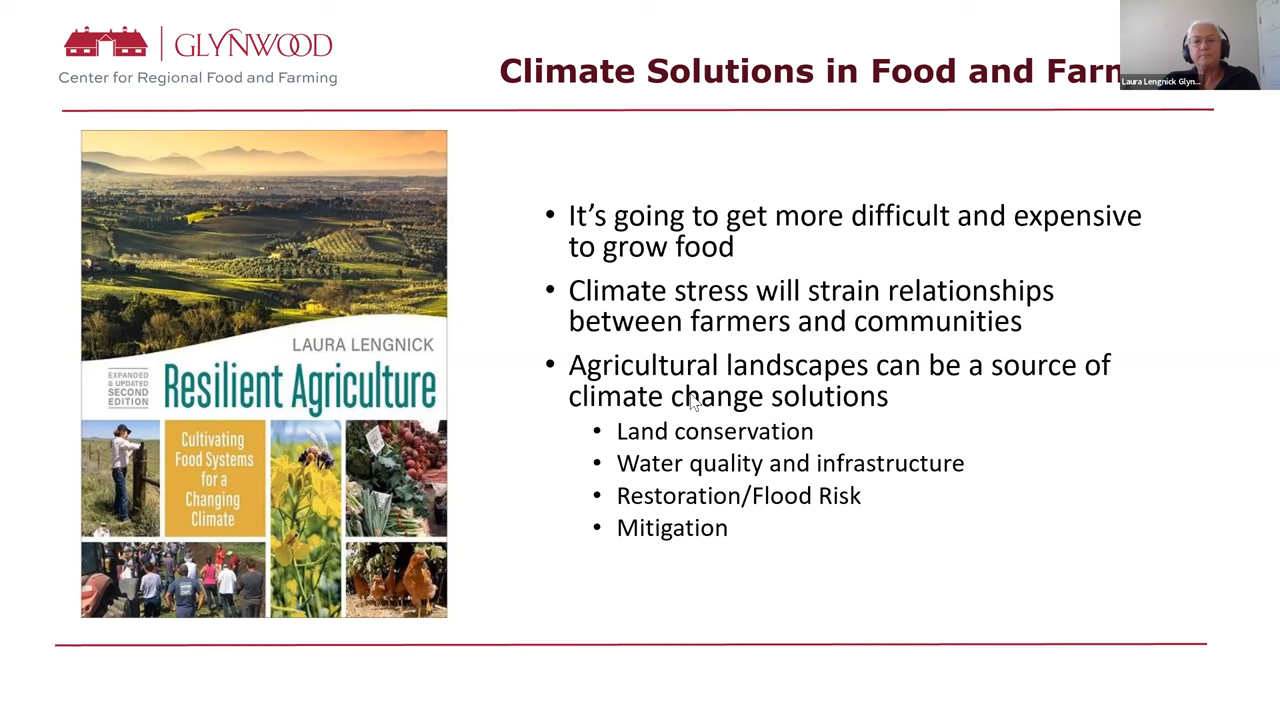 GLYNWOOD
Center for Regional Food and Farming
Climate Solutions in Food and Farm
Laura Lengnick Glyn...
LAURA LENGNICK
EXPANDED
& UPDATED
SECOND
EDITION
Resilient Agriculture
Cultivating
Food Systems
for a
Changing
Climate
• It’s going to get more difficult and expensive
to grow food
• Climate stress will strain relationships
between farmers and communities
• Agricultural landscapes can be a source of
climate change solutions
• Land conservation
• Water quality and infrastructure
• Restoration/Flood Risk
• Mitigation